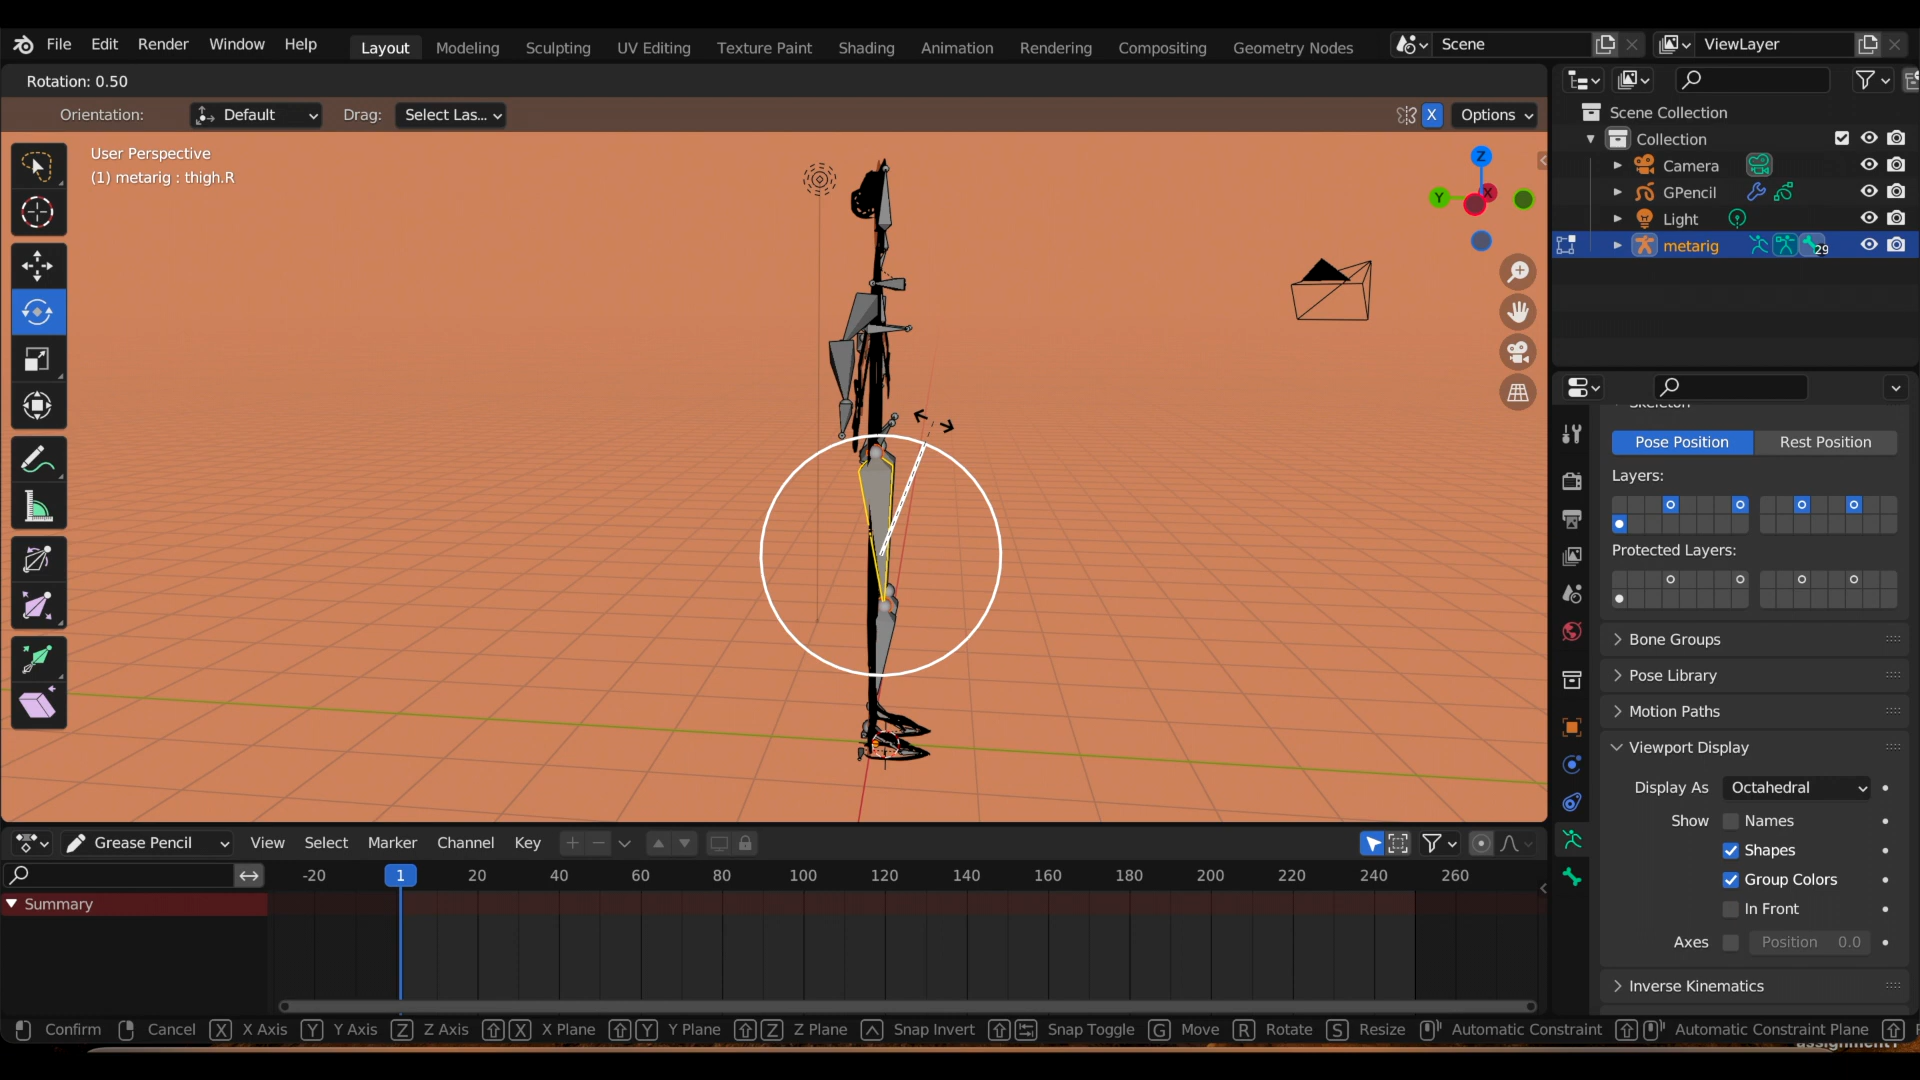 File Edit Render Window Help Layout Modeling Sculpting UV Editing Texture Paint Shading Animation Rendering Compositing Geometry Nodes Scene ViewLayer
Rotation: 0.50
Orientation: Default Drag: Select Las... X Options
User Perspective
(1) metarig : thigh.R
Z
Y
X
Scene Collection
Collection
Camera
GPencil
Light
metarig 29
Skeleton
Pose Position Rest Position
Layers:
Protected Layers:
Bone Groups
Pose Library
Motion Paths
Viewport Display
Display As Octahedral
Show Names
Shapes
Group Colors
In Front
Axes Position 0.0
Inverse Kinematics
Grease Pencil View Select Marker Channel Key
-20 1 20 40 60 80 100 120 140 160 180 200 220 240 260
Summary
Confirm Cancel X X Axis Y Y Axis Z Z Axis X X Plane Y Y Plane Z Z Plane Snap Invert Snap Toggle G Move R Rotate S Resize Automatic Constraint Automatic Constraint Plane
assignment1